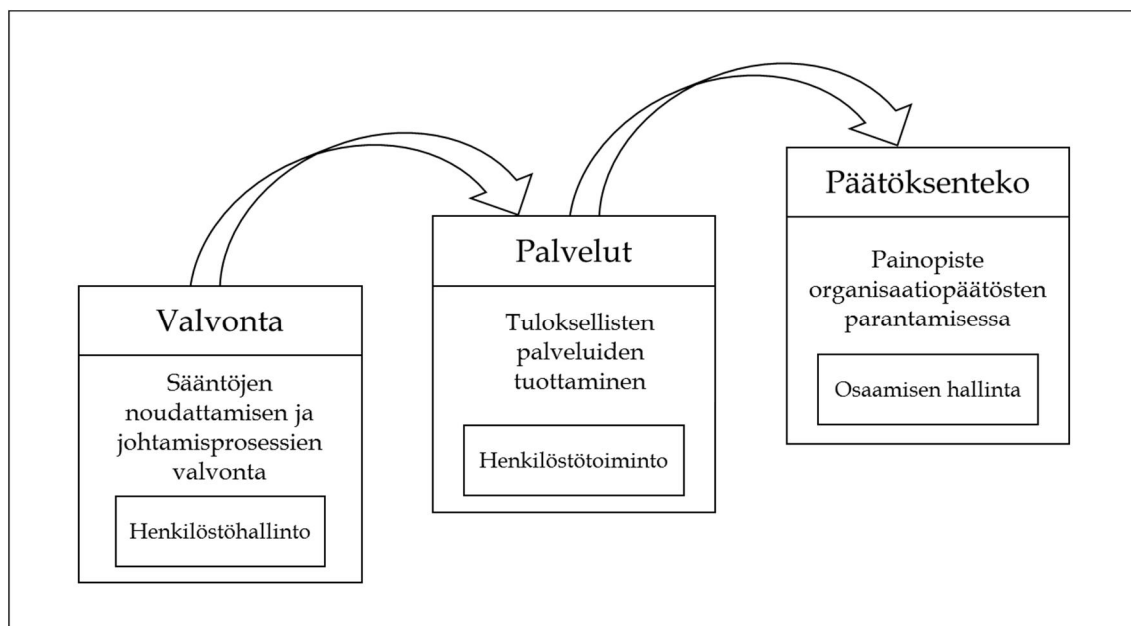 Valvonta
Sääntöjen
noudattamisen ja
johtamisprosessien
valvonta
Henkilöstöhallinto
Palvelut
Tuloksellisten
palveluiden
tuottaminen
Henkilöstötoiminto
Päätöksenteko
Painopiste
organisaatiopäätösten
parantamisessa
Osaamisen hallinta